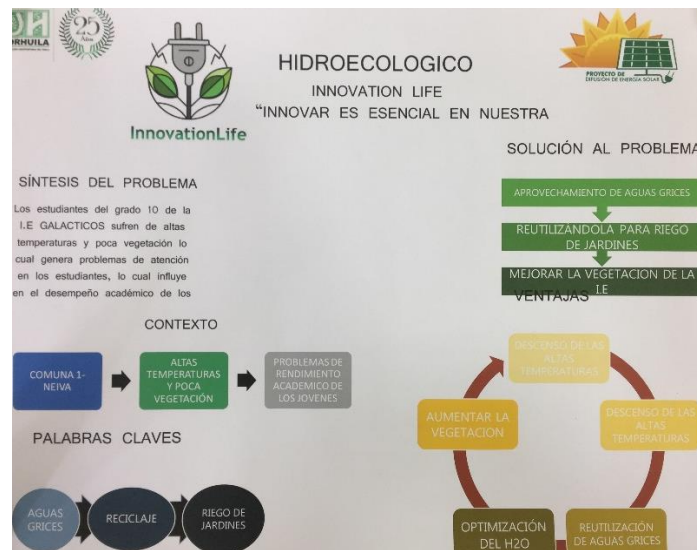 25
Años
ORHUILA
InnovationLife
HIDROECOLOGICO
INNOVATION LIFE
“INNOVAR ES ESENCIAL EN NUESTRA
PROYECTO DE
DIFUSIÓN DE ENERGÍA SOLAR
SÍNTESIS DEL PROBLEMA
Los estudiantes del grado 10 de la
I.E GALACTICOS sufren de altas
temperaturas y poca vegetación lo
cual genera problemas de atención
en los estudiantes, lo cual influye
en el desempeño académico de los
SOLUCIÓN AL PROBLEMA
APROVECHAMIENTO DE AGUAS GRICES
REUTILIZÁNDOLA PARA RIEGO
DE JARDINES
MEJORAR LA VEGETACION DE LA
I.E
CONTEXTO
COMUNA 1-
NEIVA
ALTAS
TEMPERATURAS
Y POCA
VEGETACIÓN
PROBLEMAS DE
RENDIMIENTO
ACADEMICO DE
LOS JOVENES
PALABRAS CLAVES
AGUAS
GRICES
RECICLAJE
RIEGO DE
JARDINES
VENTAJAS
DESCENSO DE LAS
ALTAS
TEMPERATURAS
DESCENSO DE LAS
ALTAS
TEMPERATURAS
REUTILIZACIÓN
DE AGUAS GRICES
OPTIMIZACIÓN
DEL H2O
AUMENTAR LA
VEGETACION